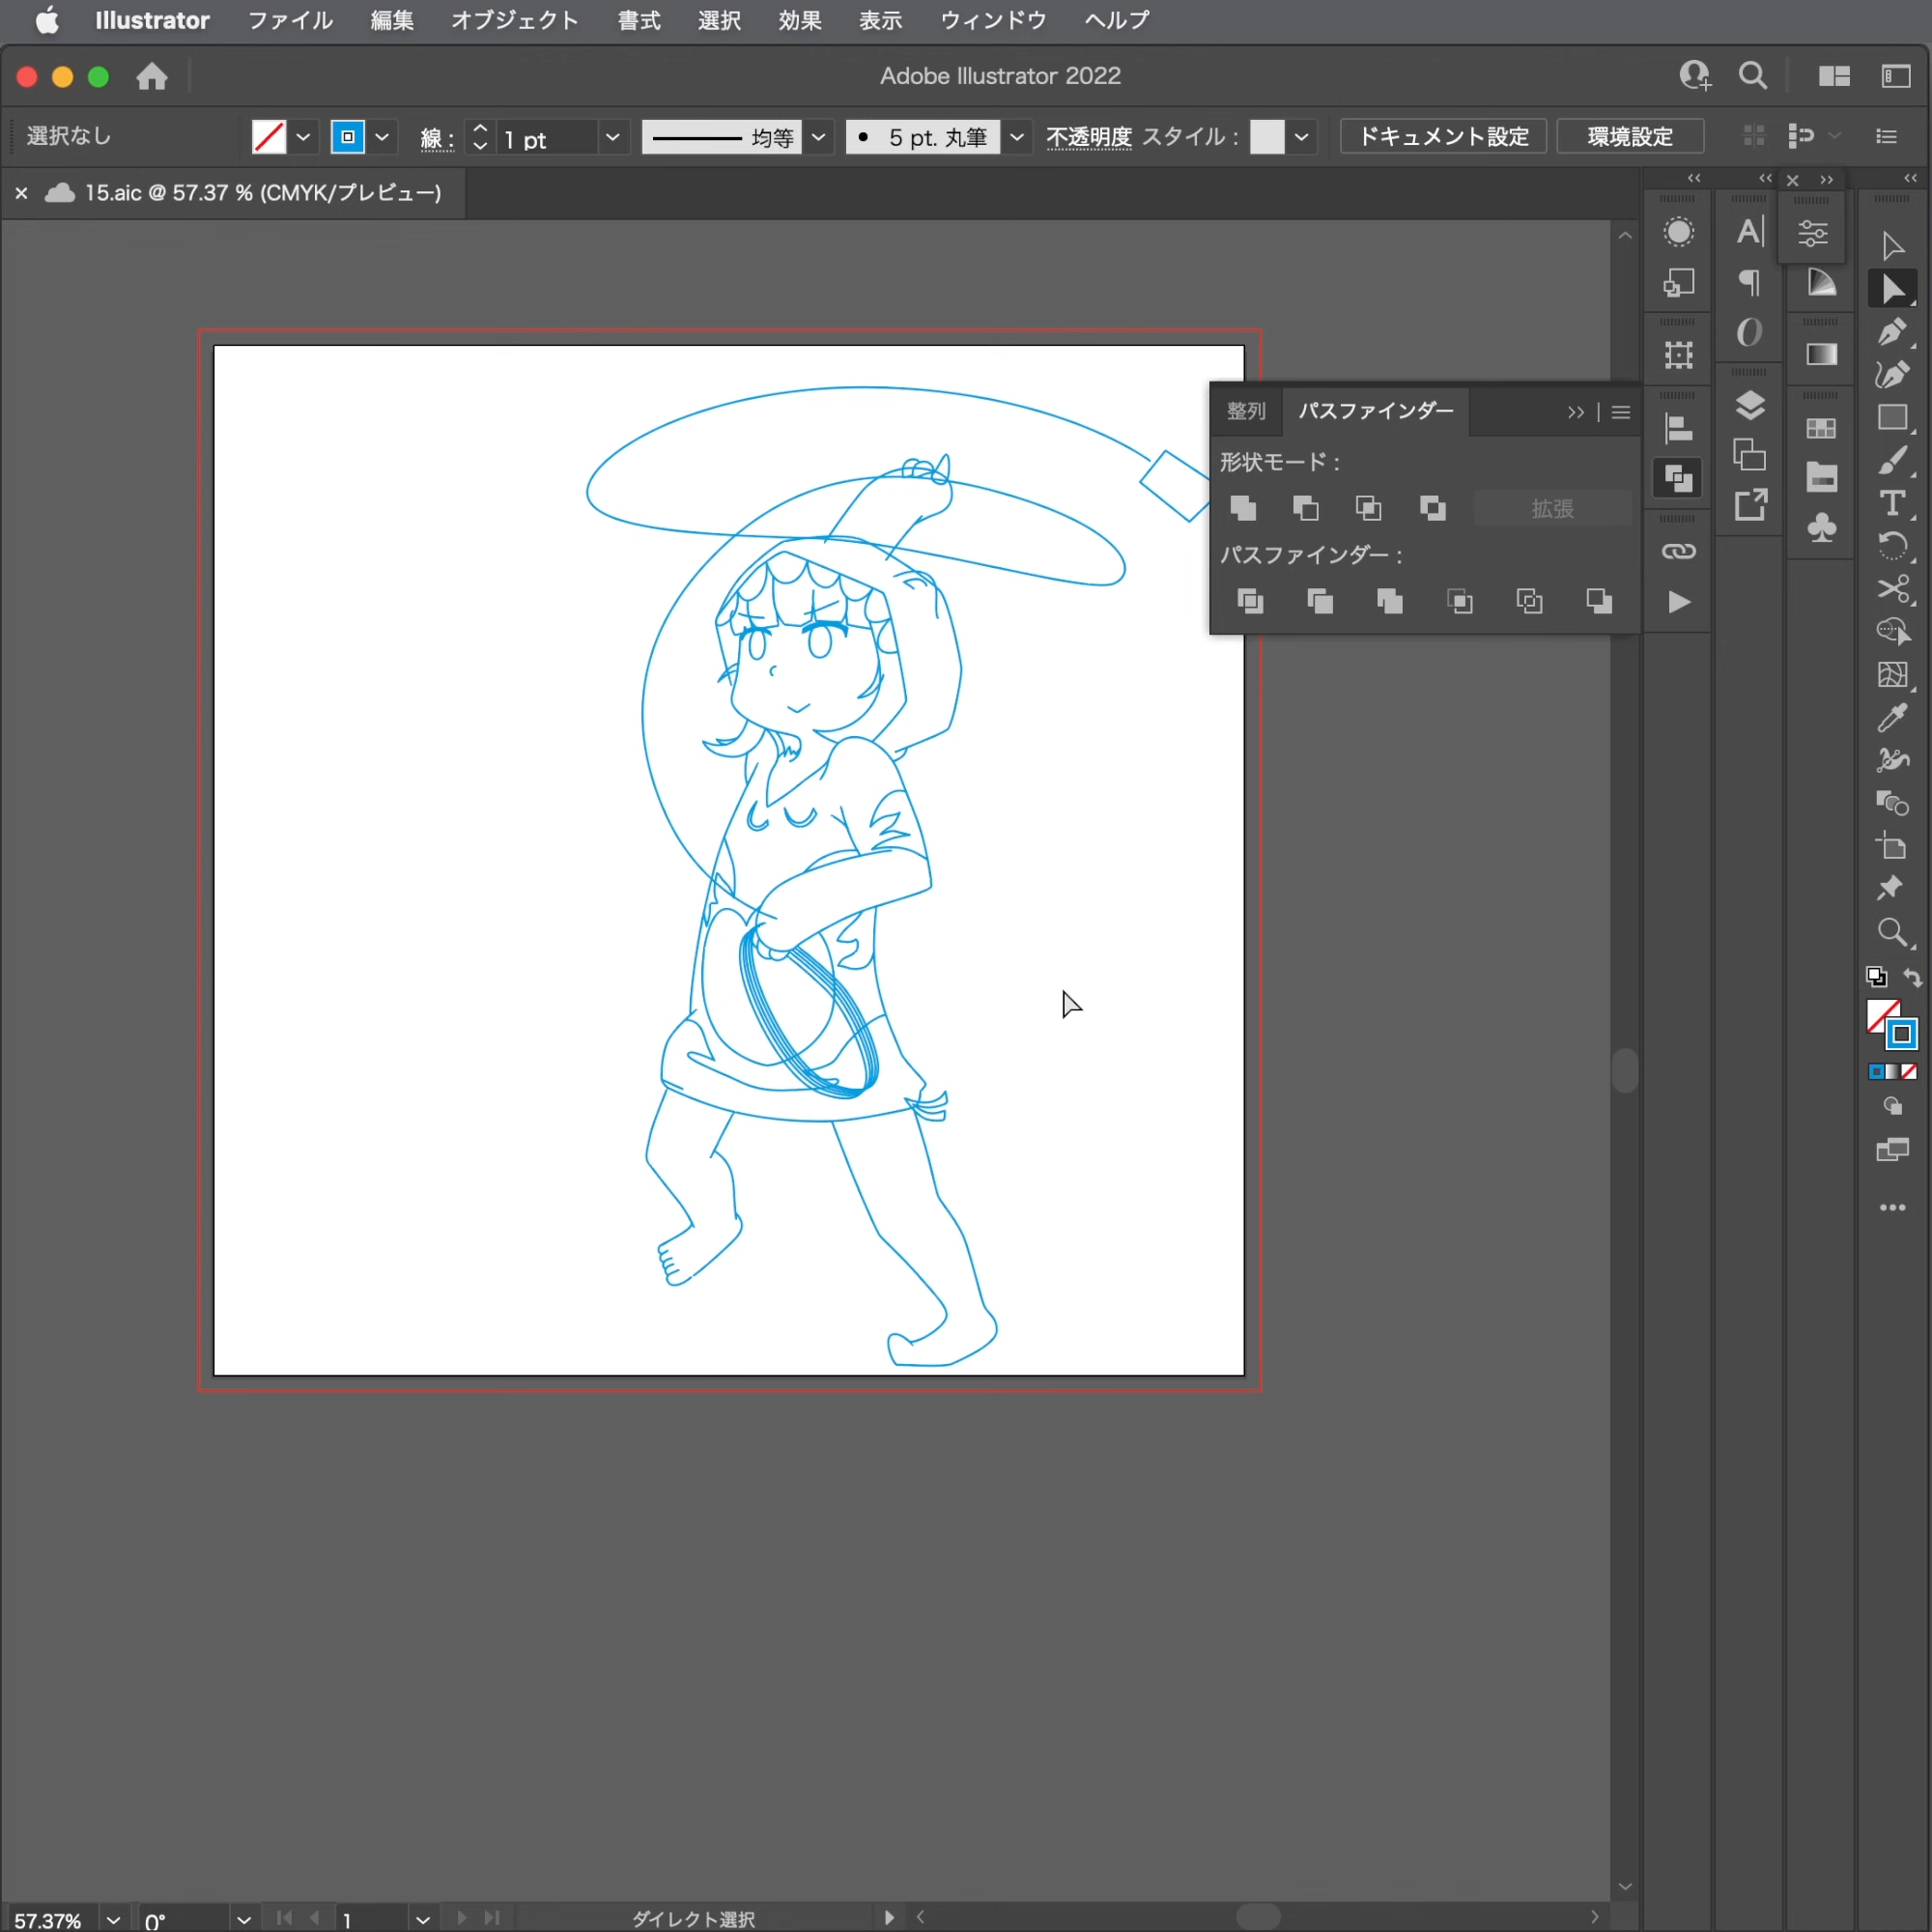 Illustrator ファイル 編集 オブジェクト 書式 選択 効果 表示 ウィンドウ ヘルプ
Adobe Illustrator 2022
選択なし 線: 1 pt 均等 5 pt. 丸筆 不透明度 スタイル: ドキュメント設定 環境設定
15.aic @ 57.37 % (CMYK/プレビュー)
整列 パスファインダー
形状モード:
拡張
パスファインダー:
57.37% 0° 1 ダイレクト選択